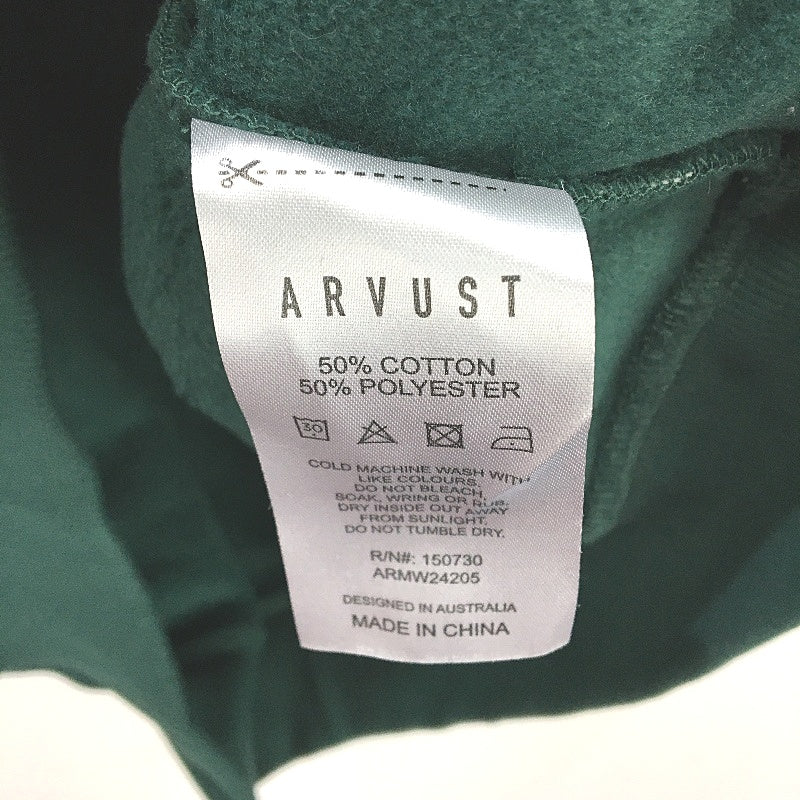 ARVUST
50% COTTON
50% POLYESTER
30
COLD MACHINE WASH WITH
LIKE COLOURS.
DO NOT BLEACH,
SOAK, WRING OR RUB.
DRY INSIDE OUT AWAY
FROM SUNLIGHT.
DO NOT TUMBLE DRY.
R/N#: 150730
ARMW24205
DESIGNED IN AUSTRALIA
MADE IN CHINA